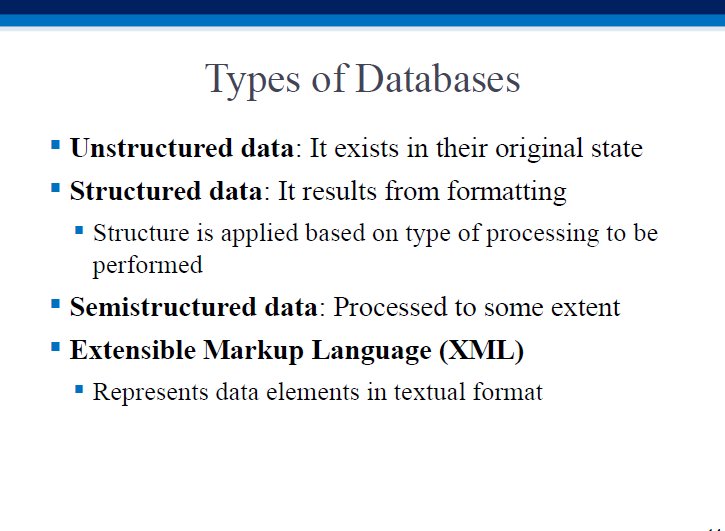 Types of Databases
Unstructured data: It exists in their original state
Structured data: It results from formatting
Structure is applied based on type of processing to be
performed
Semistructured data: Processed to some extent
Extensible Markup Language (XML)
Represents data elements in textual format